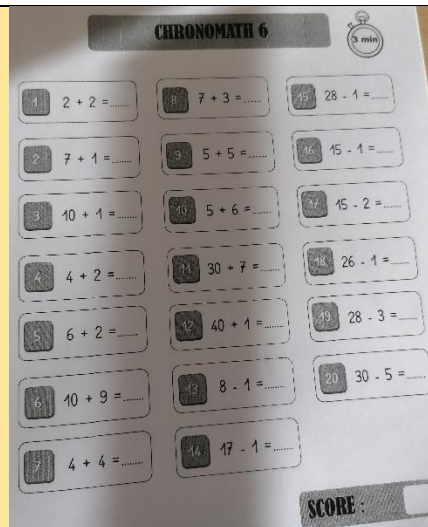 CHRONOMATH 6
3 min
1 2 + 2 =.......
2 7 + 1 =.......
3 10 + 1 =.......
4 4 + 2 =.......
5 6 + 2 =.......
6 10 + 9 =.......
7 4 + 4 =.......
8 7 + 3 =.......
9 5 + 5 =.......
10 5 + 6 =.......
11 30 + 7 =.......
12 40 + 1 =.......
13 8 - 1 =.......
14 17 - 1 =.......
15 28 - 1 =.......
16 15 - 1 =.......
17 15 - 2 =.......
18 26 - 1 =.......
19 28 - 3 =.......
20 30 - 5 =.......
SCORE :